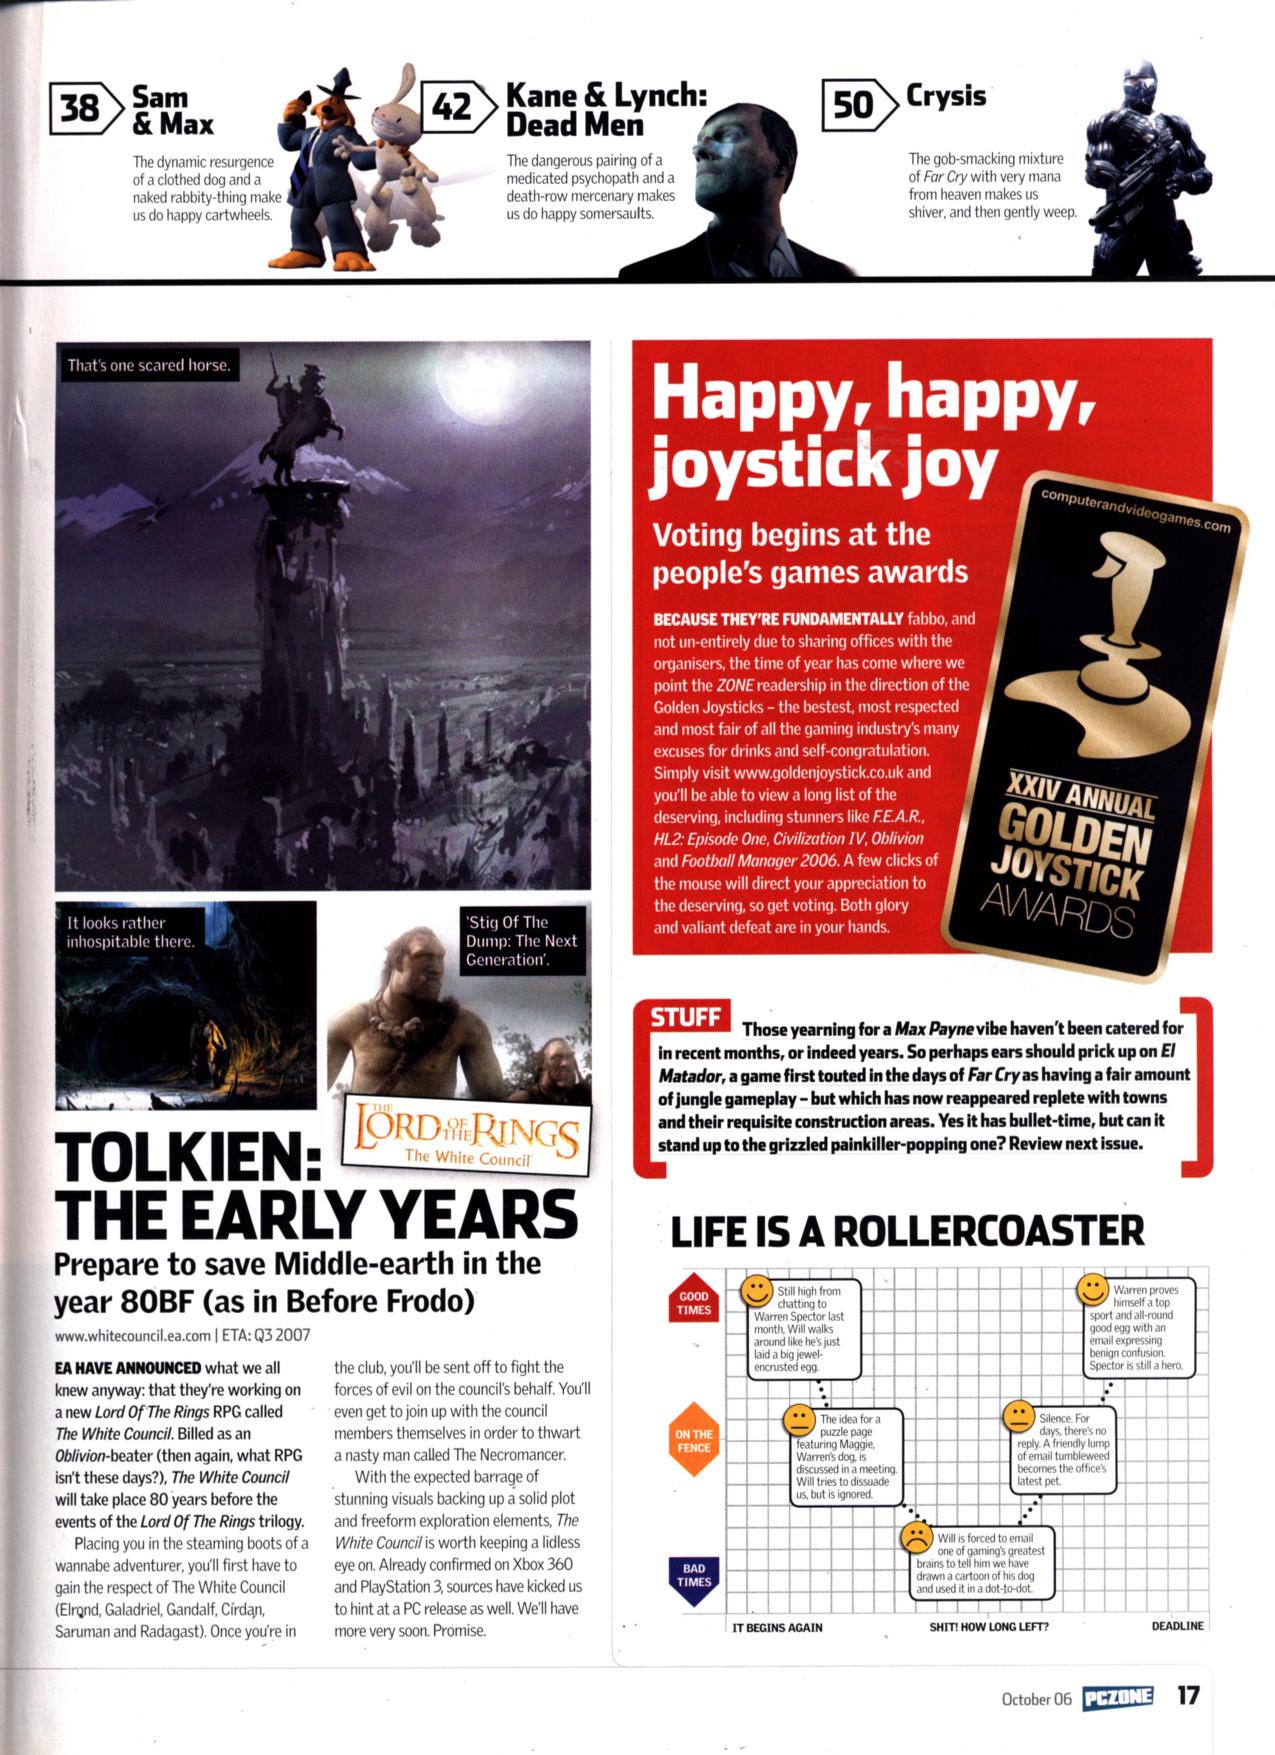 38
Sam
& Max
The dynamic resurgence
of a clothed dog and a
naked rabbity-thing make
us do happy cartwheels.
42
Kane & Lynch:
Dead Men
The dangerous pairing of a
medicated psychopath and a
death-row mercenary makes
us do happy somersaults.
50
Crysis
The gob-smacking mixture
of Far Cry with very mana
from heaven makes us
shiver, and then gently weep.
That's one scared horse.
It looks rather
inhospitable there.
'Stig Of The
Dump: The Next
Generation'.
THE
LORD OF THE RINGS
The White Council
TOLKIEN:
THE EARLY YEARS
Prepare to save Middle-earth in the
year 80BF (as in Before Frodo)
www.whitecouncil.ea.com | ETA: Q3 2007
EA HAVE ANNOUNCED what we all
knew anyway: that they're working on
a new Lord Of The Rings RPG called
The White Council. Billed as an
Oblivion-beater (then again, what RPG
isn't these days?), The White Council
will take place 80 years before the
events of the Lord Of The Rings trilogy.
Placing you in the steaming boots of a
wannabe adventurer, you'll first have to
gain the respect of The White Council
(Elrond, Galadriel, Gandalf, Círdan,
Saruman and Radagast). Once you're in
the club, you'll be sent off to fight the
forces of evil on the council's behalf. You'll
even get to join up with the council
members themselves in order to thwart
a nasty man called The Necromancer.
With the expected barrage of
stunning visuals backing up a solid plot
and freeform exploration elements, The
White Council is worth keeping a lidless
eye on. Already confirmed on Xbox 360
and PlayStation 3, sources have kicked us
to hint at a PC release as well. We'll have
more very soon. Promise.
Happy, happy,
joystick joy
Voting begins at the
people's games awards
BECAUSE THEY'RE FUNDAMENTALLY fabbo, and
not un-entirely due to sharing offices with the
organisers, the time of year has come where we
point the ZONE readership in the direction of the
Golden Joysticks – the bestest, most respected
and most fair of all the gaming industry's many
excuses for drinks and self-congratulation.
Simply visit www.goldenjoystick.co.uk and
you'll be able to view a long list of the
deserving, including stunners like F.E.A.R.,
HL2: Episode One, Civilization IV, Oblivion
and Football Manager 2006. A few clicks of
the mouse will direct your appreciation to
the deserving, so get voting. Both glory
and valiant defeat are in your hands.
computerandvideogames.com
XXIV ANNUAL
GOLDEN
JOYSTICK
AWARDS
STUFF
Those yearning for a Max Payne vibe haven't been catered for
in recent months, or indeed years. So perhaps ears should prick up on El
Matador, a game first touted in the days of Far Cry as having a fair amount
of jungle gameplay – but which has now reappeared replete with towns
and their requisite construction areas. Yes it has bullet-time, but can it
stand up to the grizzled painkiller-popping one? Review next issue.
LIFE IS A ROLLERCOASTER
GOOD
TIMES
ON THE
FENCE
BAD
TIMES
Still high from
chatting to
Warren Spector last
month, Will walks
around like he's just
laid a big jewel-
encrusted egg.
The idea for a
puzzle page
featuring Maggie,
Warren's dog, is
discussed in a meeting.
Will tries to dissuade
us, but is ignored.
Will is forced to email
one of gaming's greatest
brains to tell him we have
drawn a cartoon of his dog
and used it in a dot-to-dot.
Silence. For
days, there's no
reply. A friendly lump
of email tumbleweed
becomes the office's
latest pet.
Warren proves
himself a top
sport and all-round
good egg with an
email expressing
benign confusion.
Spector is still a hero.
IT BEGINS AGAIN
SHIT! HOW LONG LEFT?
DEADLINE
October 06 PCZONE 17